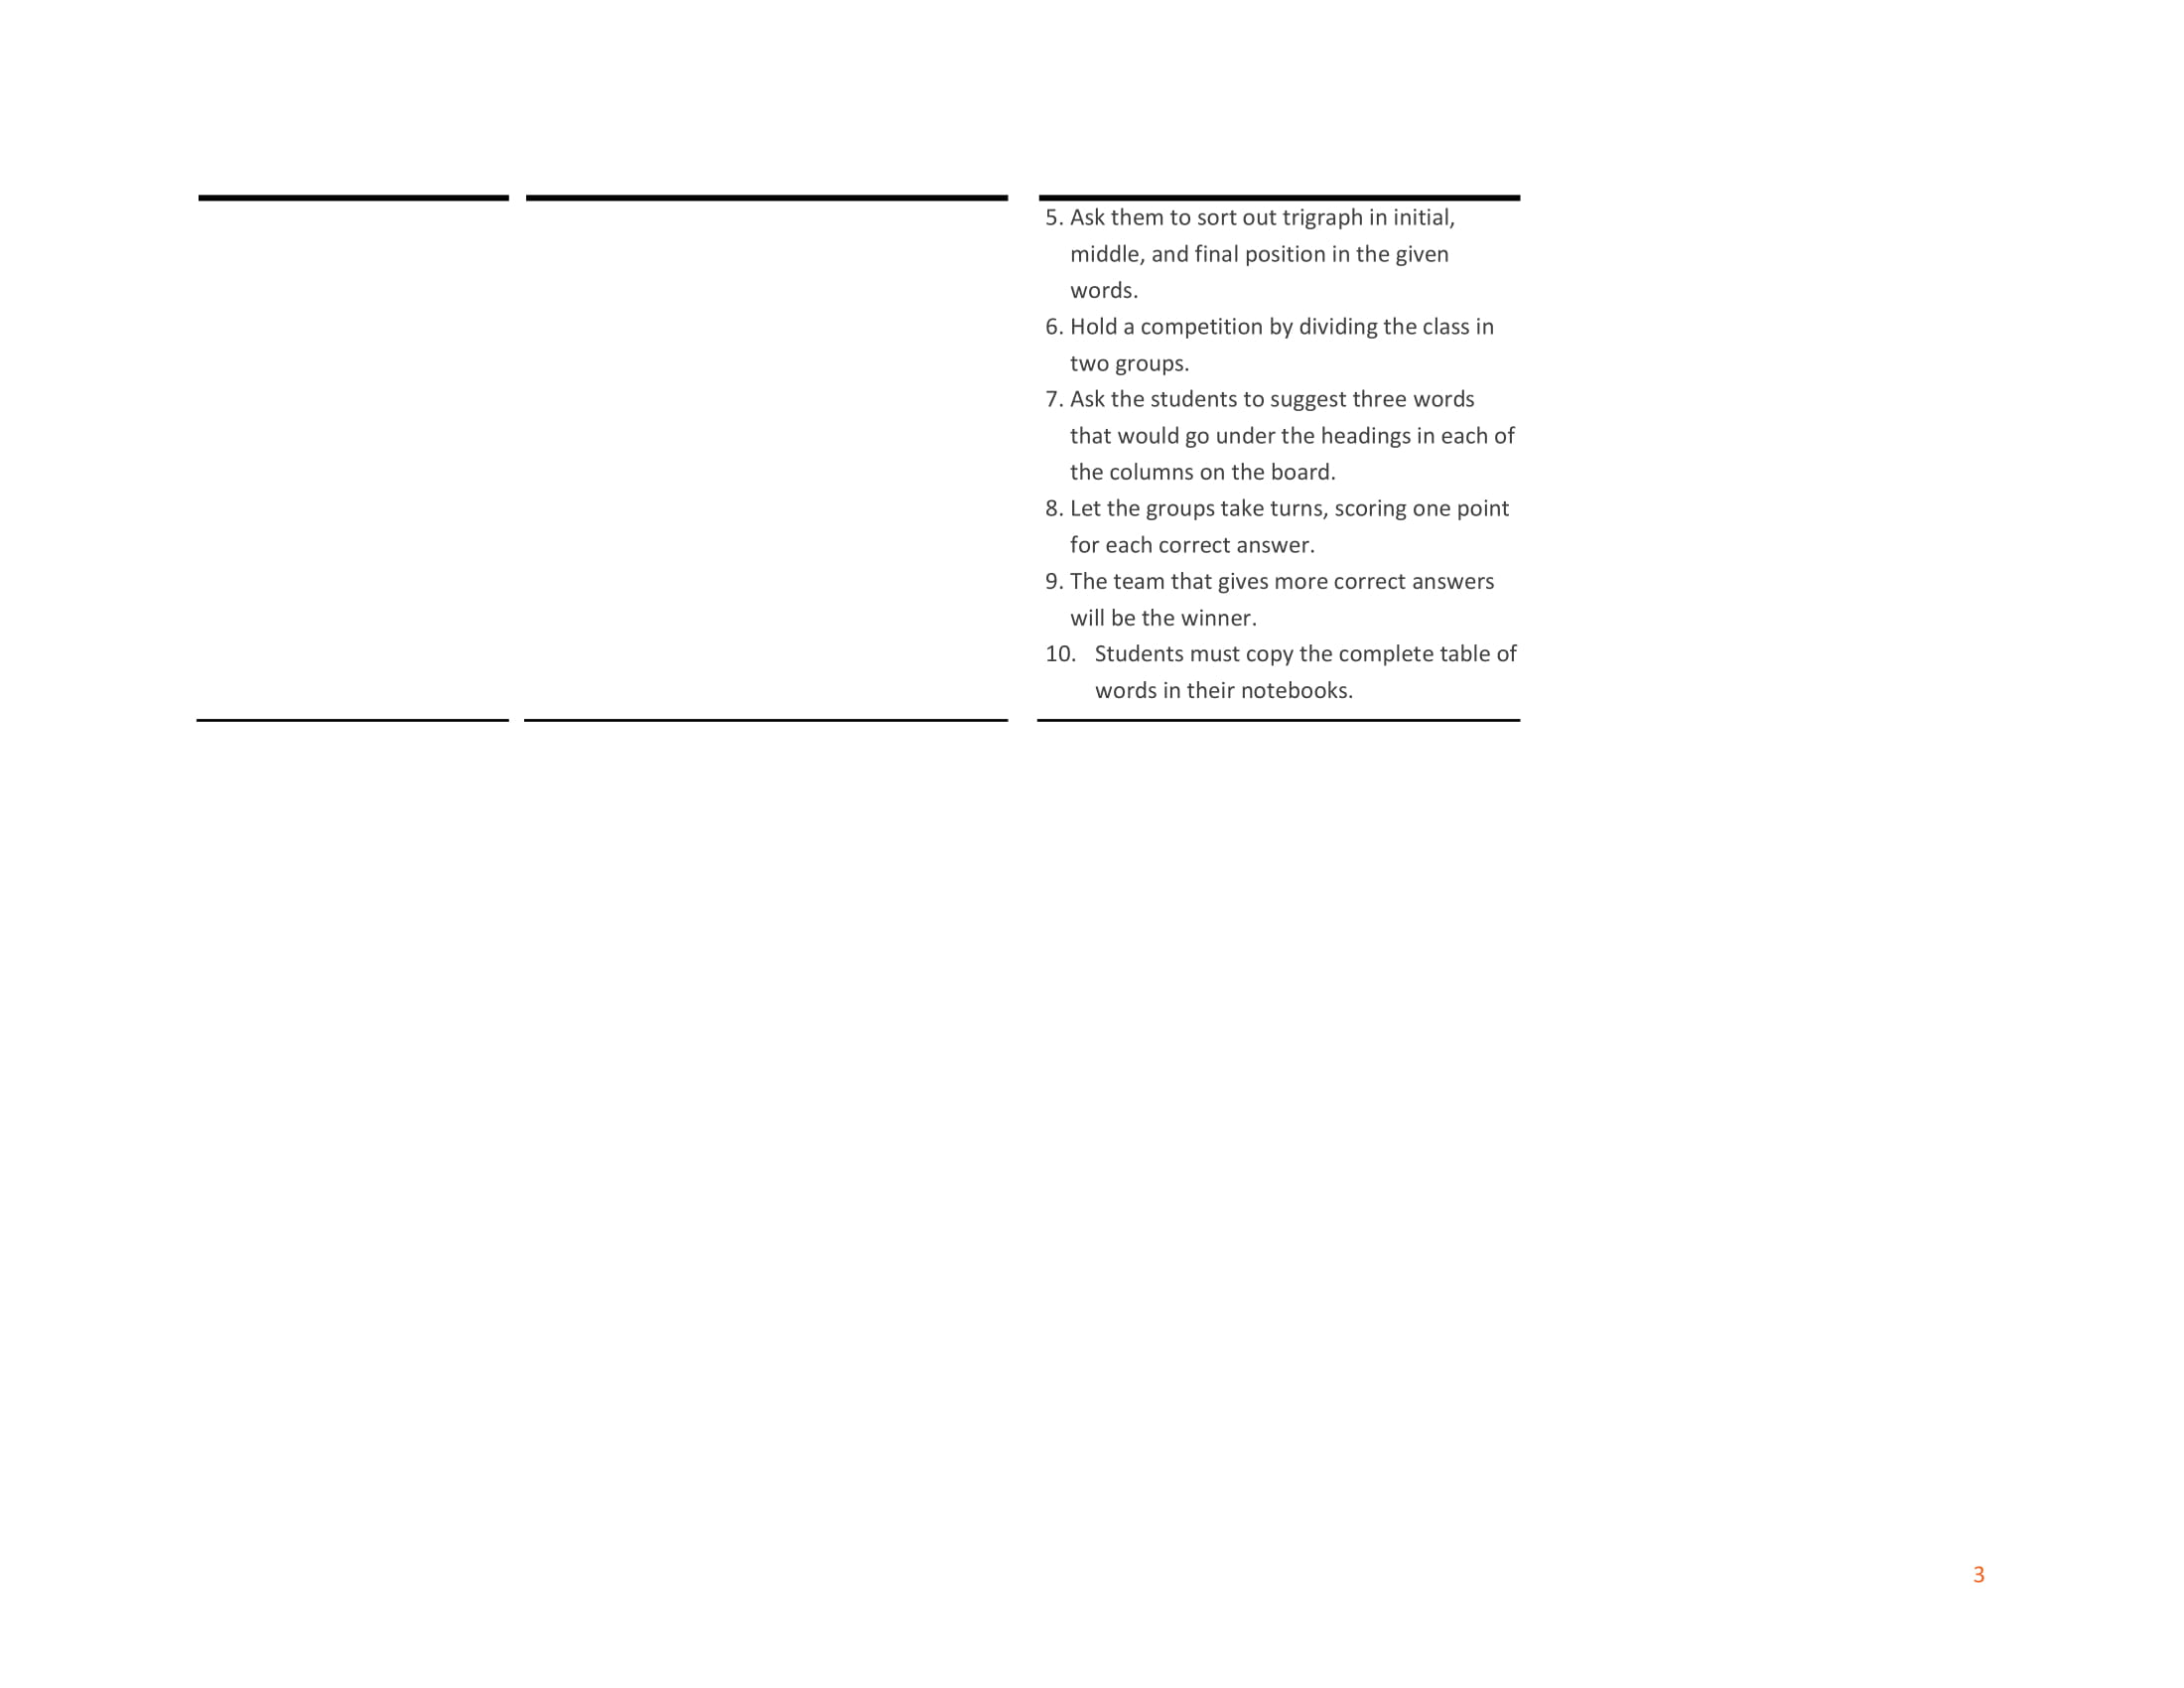 5. Ask them to sort out trigraph in initial,
middle, and final position in the given
words.
6. Hold a competition by dividing the class in
two groups.
7. Ask the students to suggest three words
that would go under the headings in each of
the columns on the board.
8. Let the groups take turns, scoring one point
for each correct answer.
9. The team that gives more correct answers
will be the winner.
10. Students must copy the complete table of
words in their notebooks.
3